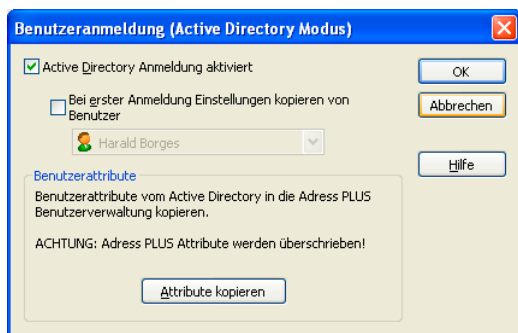 Benutzeranmeldung (Active Directory Modus)
Active Directory Anmeldung aktiviert
OK
Bei erster Anmeldung Einstellungen kopieren von
Benutzer
Abbrechen
Harald Borges
Hilfe
Benutzerattribute
Benutzerattribute vom Active Directory in die Adress PLUS
Benutzerverwaltung kopieren.
ACHTUNG: Adress PLUS Attribute werden überschrieben!
Attribute kopieren